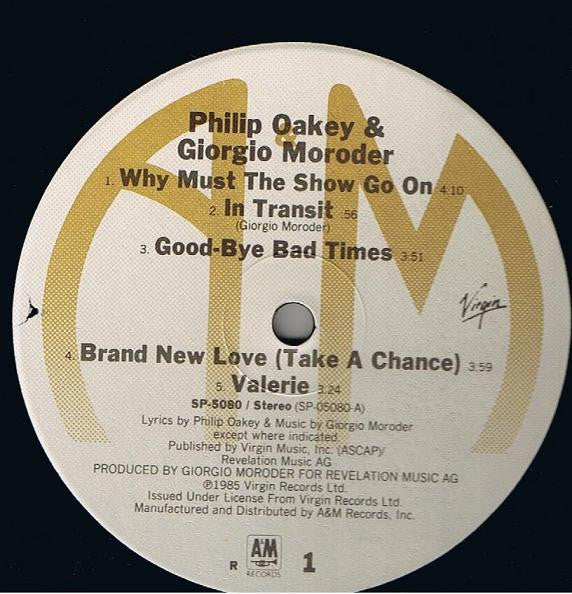 Philip Oakey &
Giorgio Moroder
1. Why Must The Show Go On 4:10
2. In Transit :56
(Giorgio Moroder)
3. Good-Bye Bad Times 3:51
Virgin
4. Brand New Love (Take A Chance) 3:59
5. Valerie 3:24
SP-5080 / Stereo (SP-05080-A)
Lyrics by Philip Oakey & Music by Giorgio Moroder
except where indicated.
Published by Virgin Music, Inc. (ASCAP)/
Revelation Music AG
PRODUCED BY GIORGIO MORODER FOR REVELATION MUSIC AG
℗1985 Virgin Records Ltd.
Issued Under License From Virgin Records Ltd.
Manufactured and Distributed by A&M Records, Inc.
R A&M RECORDS 1